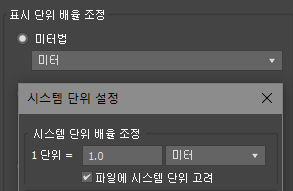 표시 단위 배율 조정
미터법
미터
시스템 단위 설정
시스템 단위 배율 조정
1 단위 = 1.0 미터
파일에 시스템 단위 고려